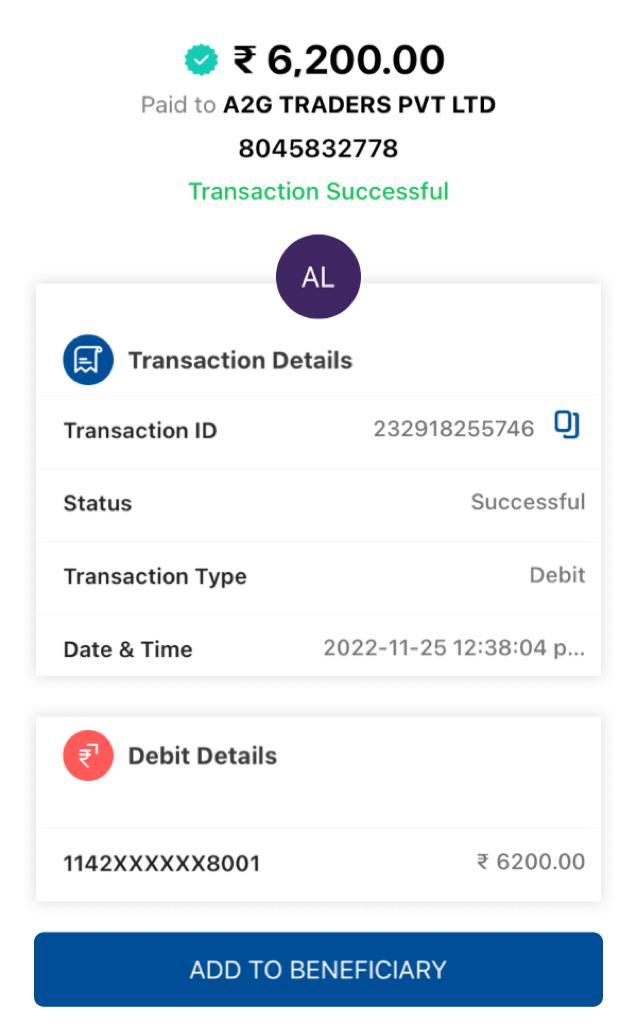 ₹ 6,200.00
Paid to A2G TRADERS PVT LTD
8045832778
Transaction Successful
AL
Transaction Details
Transaction ID 232918255746
Status Successful
Transaction Type Debit
Date & Time 2022-11-25 12:38:04 p...
Debit Details
1142XXXXXX8001 ₹ 6200.00
ADD TO BENEFICIARY